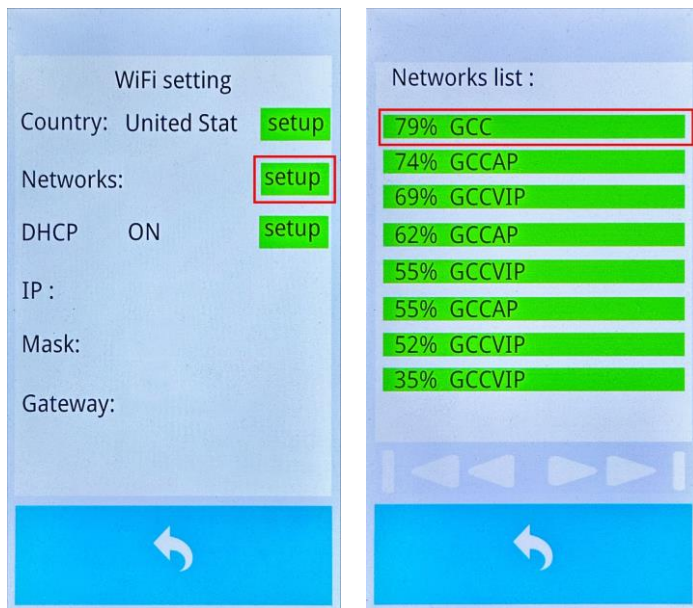 WiFi setting
Country: United Stat setup
Networks: setup
DHCP ON setup
IP :
Mask:
Gateway:
Networks list :
79% GCC
74% GCCAP
69% GCCVIP
62% GCCAP
55% GCCVIP
55% GCCAP
52% GCCVIP
35% GCCVIP